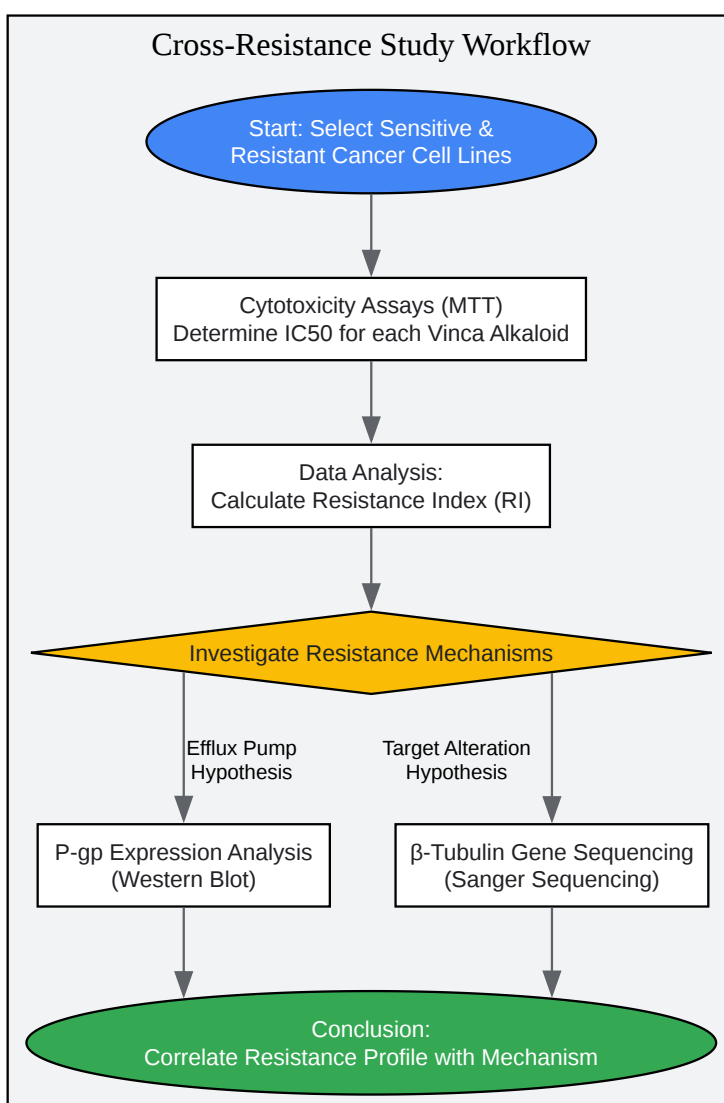 Cross-Resistance Study Workflow
Start: Select Sensitive &
Resistant Cancer Cell Lines
Cytotoxicity Assays (MTT)
Determine IC50 for each Vinca Alkaloid
Data Analysis:
Calculate Resistance Index (RI)
Investigate Resistance Mechanisms
Efflux Pump
Hypothesis
Target Alteration
Hypothesis
P-gp Expression Analysis
(Western Blot)
β-Tubulin Gene Sequencing
(Sanger Sequencing)
Conclusion:
Correlate Resistance Profile with Mechanism